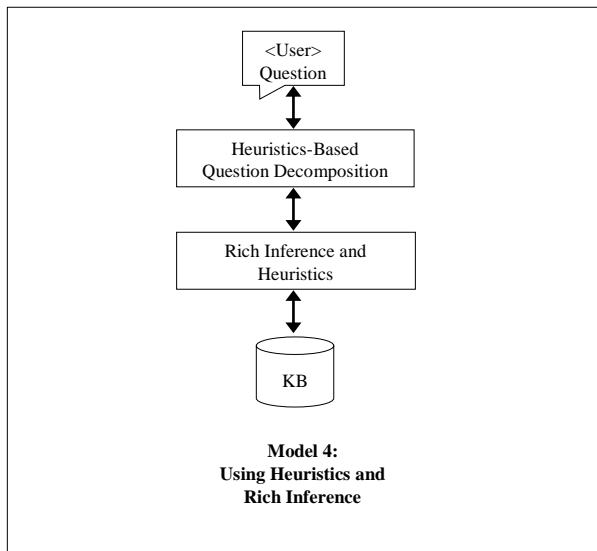 <User>
Question
Heuristics-Based
Question Decomposition
Rich Inference and
Heuristics
KB
Model 4:
Using Heuristics and
Rich Inference